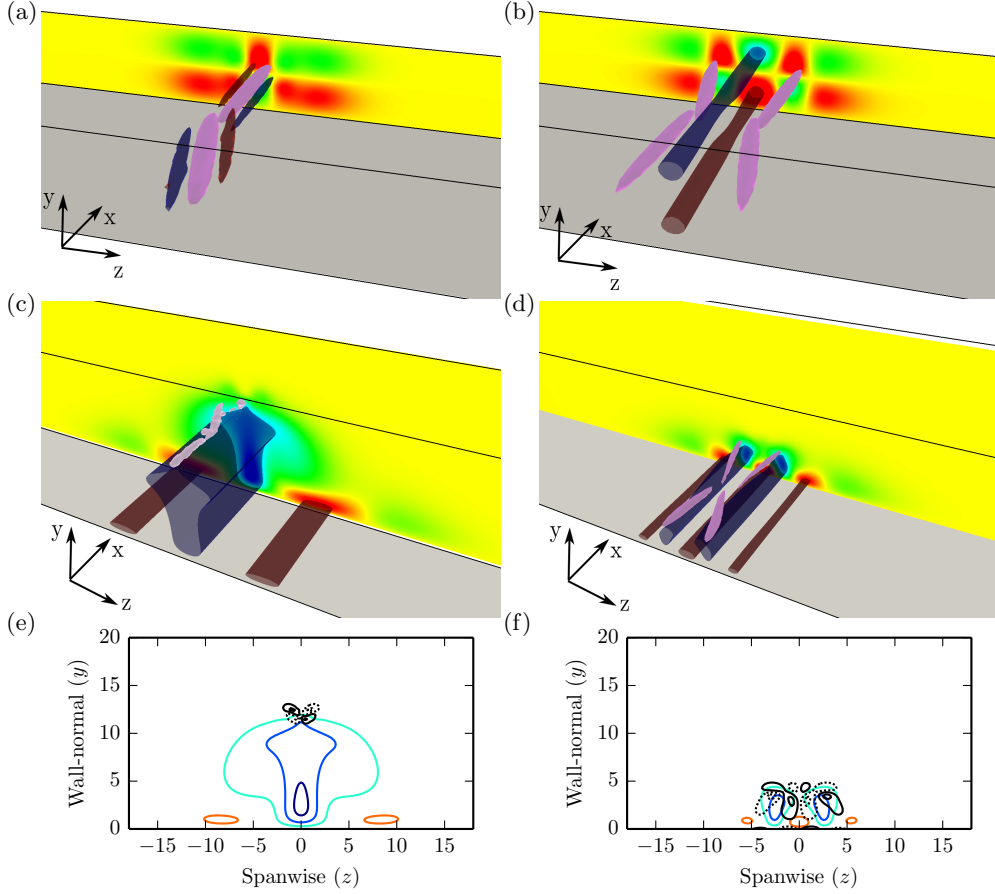 (a)
(b)
y
x
z
y
x
z
(c)
(d)
y
x
z
y
x
z
(e)
(f)
20
15
10
5
0
Wall-normal (y)
−15 −10 −5 0 5 10 15
Spanwise (z)
20
15
10
5
0
Wall-normal (y)
−15 −10 −5 0 5 10 15
Spanwise (z)